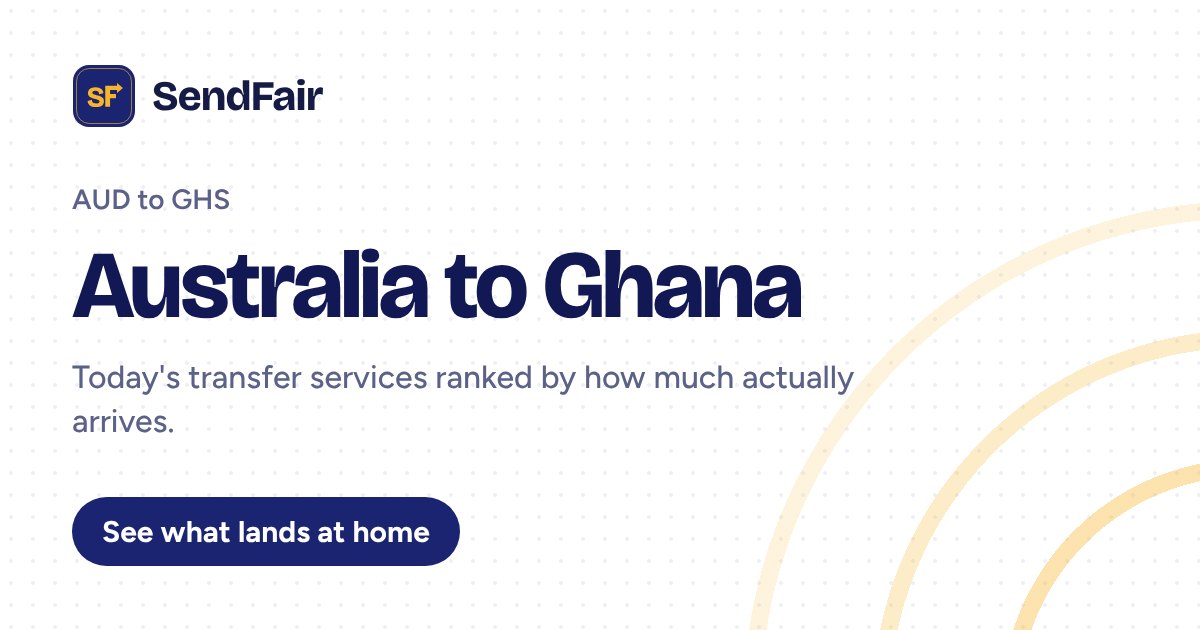 SF
SendFair
AUD to GHS
Australia to Ghana
Today's transfer services ranked by how much actually
arrives.
See what lands at home